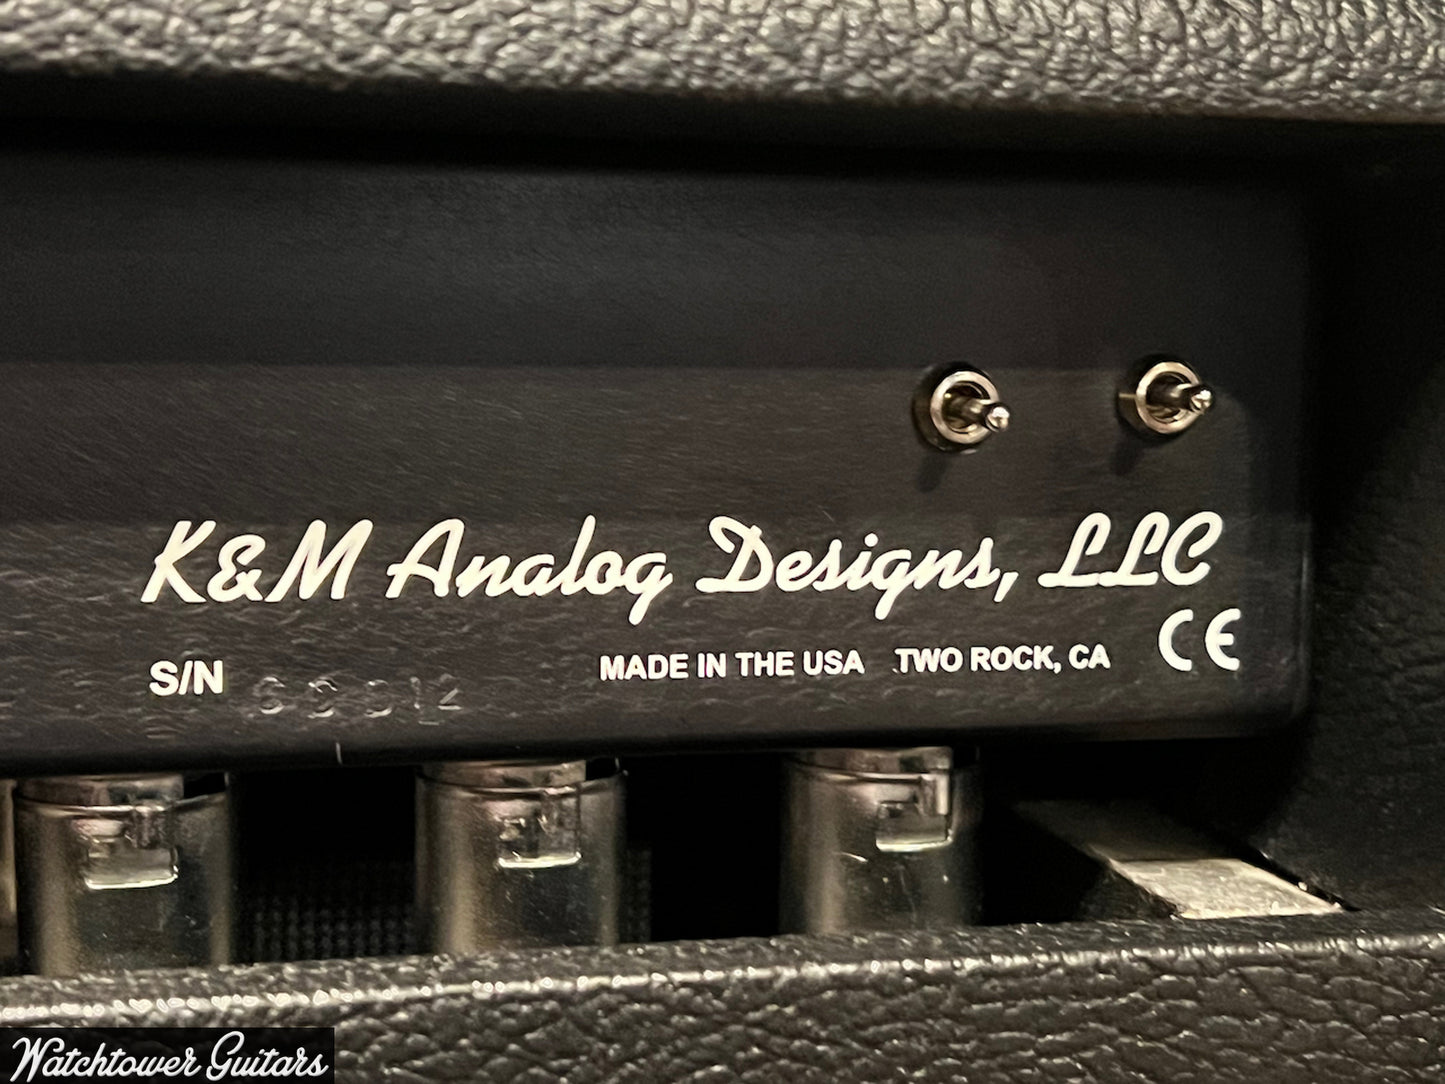 K&M Analog Designs, LLC
S/N
MADE IN THE USA TWO ROCK, CA
CE
Watchtower Guitars